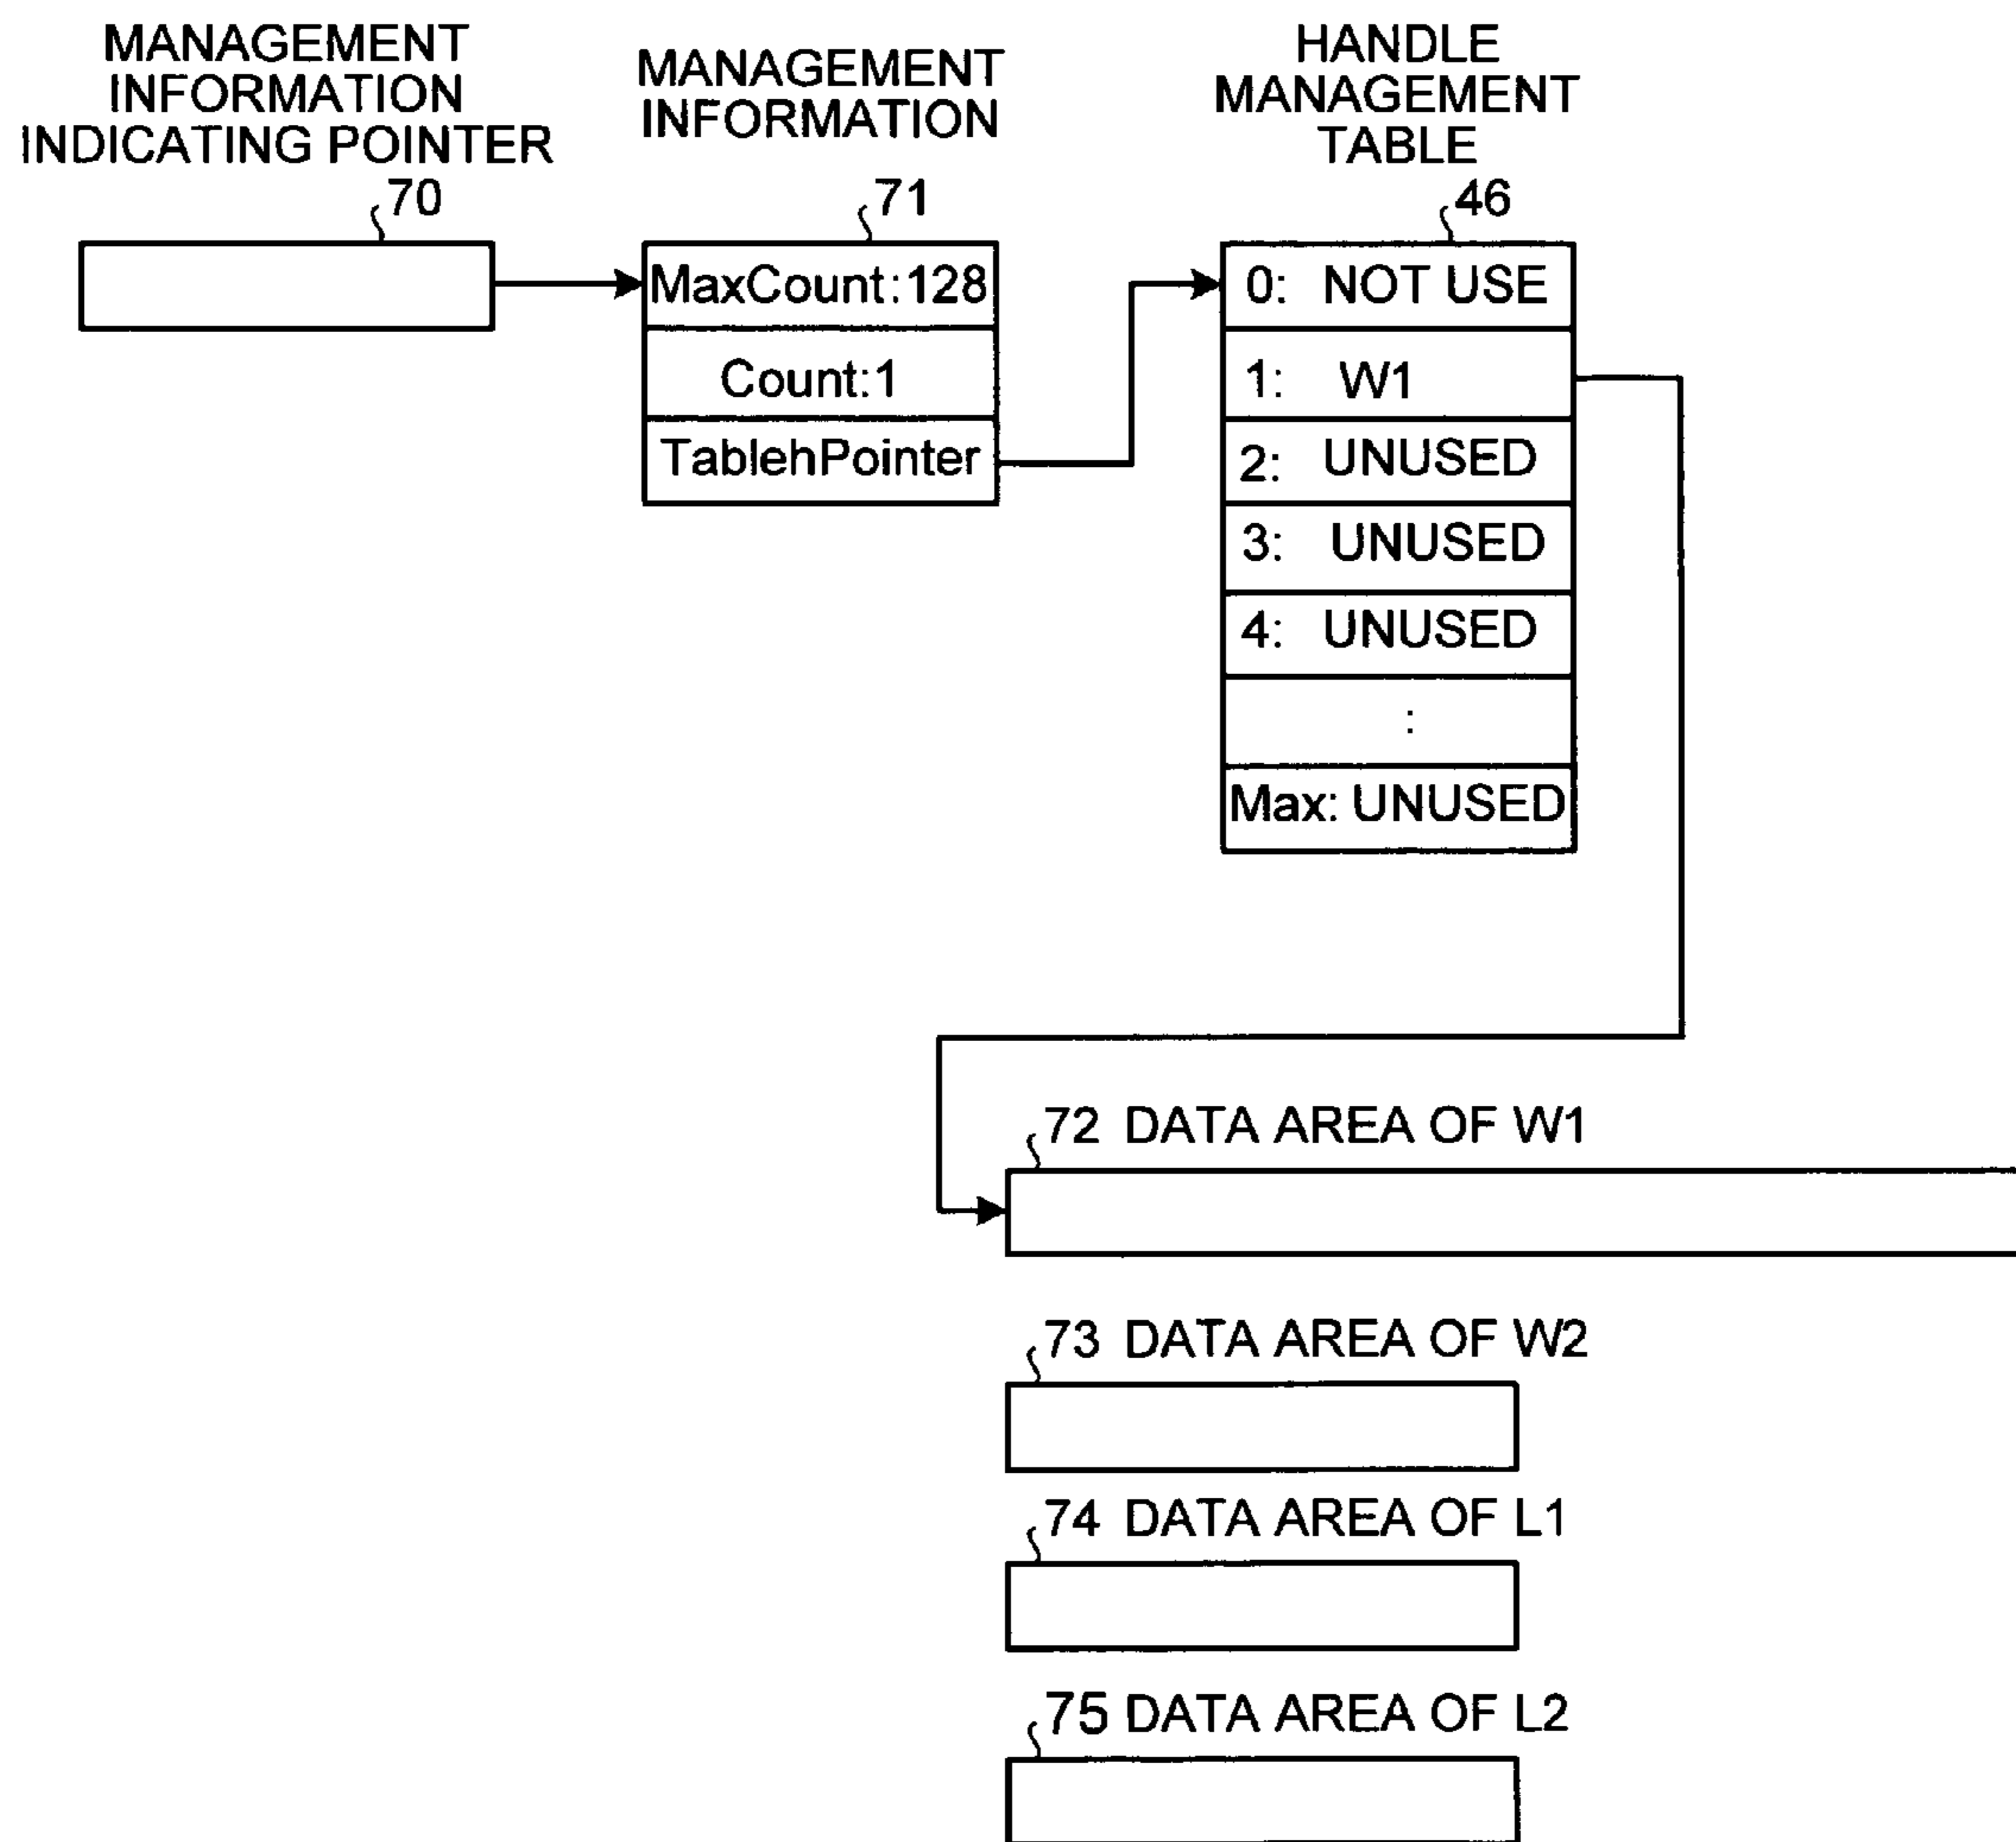 MANAGEMENT
INFORMATION
INDICATING POINTER
70
MANAGEMENT
INFORMATION
71
HANDLE
MANAGEMENT
TABLE
46
MaxCount:128
Count:1
TablehPointer
0: NOT USE
1: W1
2: UNUSED
3: UNUSED
4: UNUSED
:
Max: UNUSED
72 DATA AREA OF W1
73 DATA AREA OF W2
74 DATA AREA OF L1
75 DATA AREA OF L2